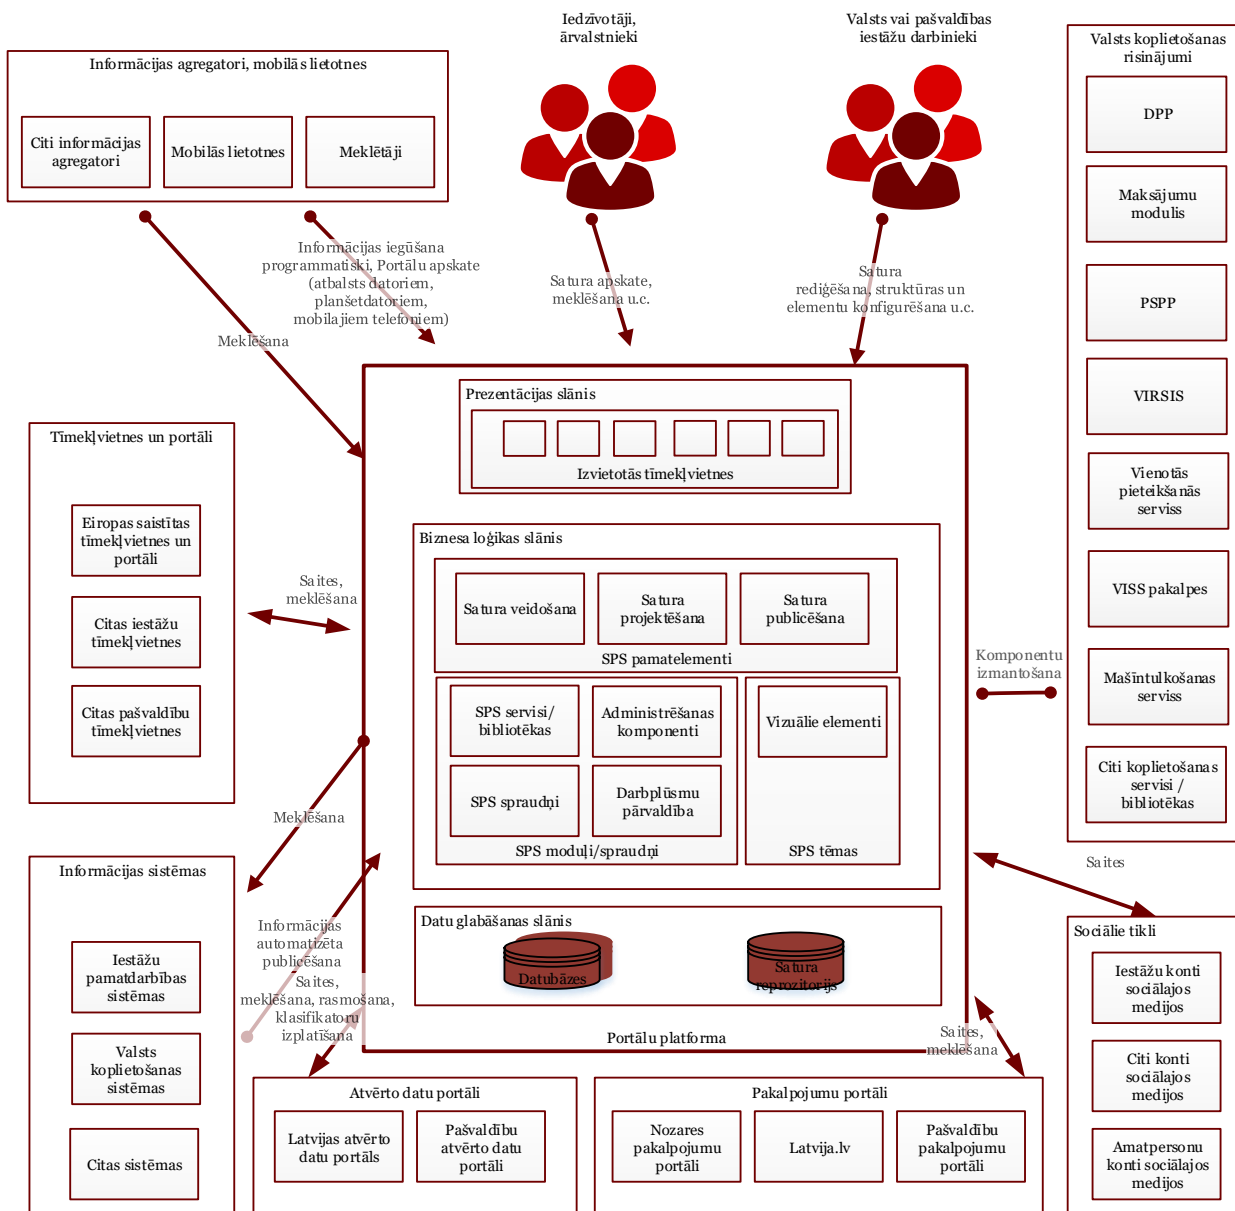 Iedzīvotāji,
ārvalstnieki
Valsts vai pašvaldības
iestāžu darbinieki
Informācijas agregatori, mobilās lietotnes
Citi informācijas
agregatori
Mobilās lietotnes
Meklētāji
Valsts koplietošanas
risinājumi
DPP
Maksājumu
modulis
PSPP
VIRSIS
Vienotās
pieteikšanās
serviss
VISS pakalpes
Mašīntulkošanas
serviss
Citi koplietošanas
servisi /
bibliotēkas
Informācijas iegūšana
programmatiski, Portālu apskate
(atbalsts datoriem,
planšetdatoriem,
mobilajiem telefoniem)
Meklēšana
Satura apskate,
meklēšana u.c.
Satura
rediģēšana, struktūras un
elementu konfigurēšana u.c.
Prezentācijas slānis
Izvietotās tīmekļvietnes
Tīmekļvietnes un portāli
Eiropas saistītas
tīmekļvietnes un
portāli
Citas iestāžu
tīmekļvietnes
Citas pašvaldību
tīmekļvietnes
Saites,
meklēšana
Biznesa loģikas slānis
Satura veidošana
Satura
projektēšana
Satura
publicēšana
SPS pamatelementi
SPS servisi/
bibliotēkas
Administrēšanas
komponenti
SPS spraudņi
Darbplūsmu
pārvaldība
SPS moduļi/spraudņi
Vizuālie elementi
SPS tēmas
Komponentu
izmantošana
Meklēšana
Informācijas sistēmas
Iestāžu
pamatdarbības
sistēmas
Valsts
koplietošanas
sistēmas
Citas sistēmas
Informācijas
automatizēta
publicēšana
Saites,
meklēšana, rasmošana,
klasifikatoru
izplatīšana
Datu glabāšanas slānis
Datubāzes
Satura
reprozitorijs
Portālu platforma
Saites,
meklēšana
Saites
Sociālie tikli
Iestāžu konti
sociālajos
medijos
Citi konti
sociālajos
medijos
Amatpersonu
konti sociālajos
medijos
Atvērto datu portāli
Latvijas atvērto
datu portāls
Pašvaldību
atvērto datu
portāli
Pakalpojumu portāli
Nozares
pakalpojumu
portāli
Latvija.lv
Pašvaldību
pakalpojumu
portāli